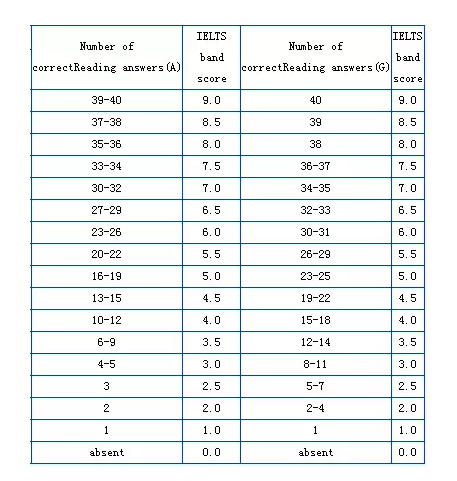 Number of correctReading answers(A) IELTS band score Number of correctReading answers(G) IELTS band score
39-40 9.0 40 9.0
37-38 8.5 39 8.5
35-36 8.0 38 8.0
33-34 7.5 36-37 7.5
30-32 7.0 34-35 7.0
27-29 6.5 32-33 6.5
23-26 6.0 30-31 6.0
20-22 5.5 26-29 5.5
16-19 5.0 23-25 5.0
13-15 4.5 19-22 4.5
10-12 4.0 15-18 4.0
6-9 3.5 12-14 3.5
4-5 3.0 8-11 3.0
3 2.5 5-7 2.5
2 2.0 2-4 2.0
1 1.0 1 1.0
absent 0.0 absent 0.0